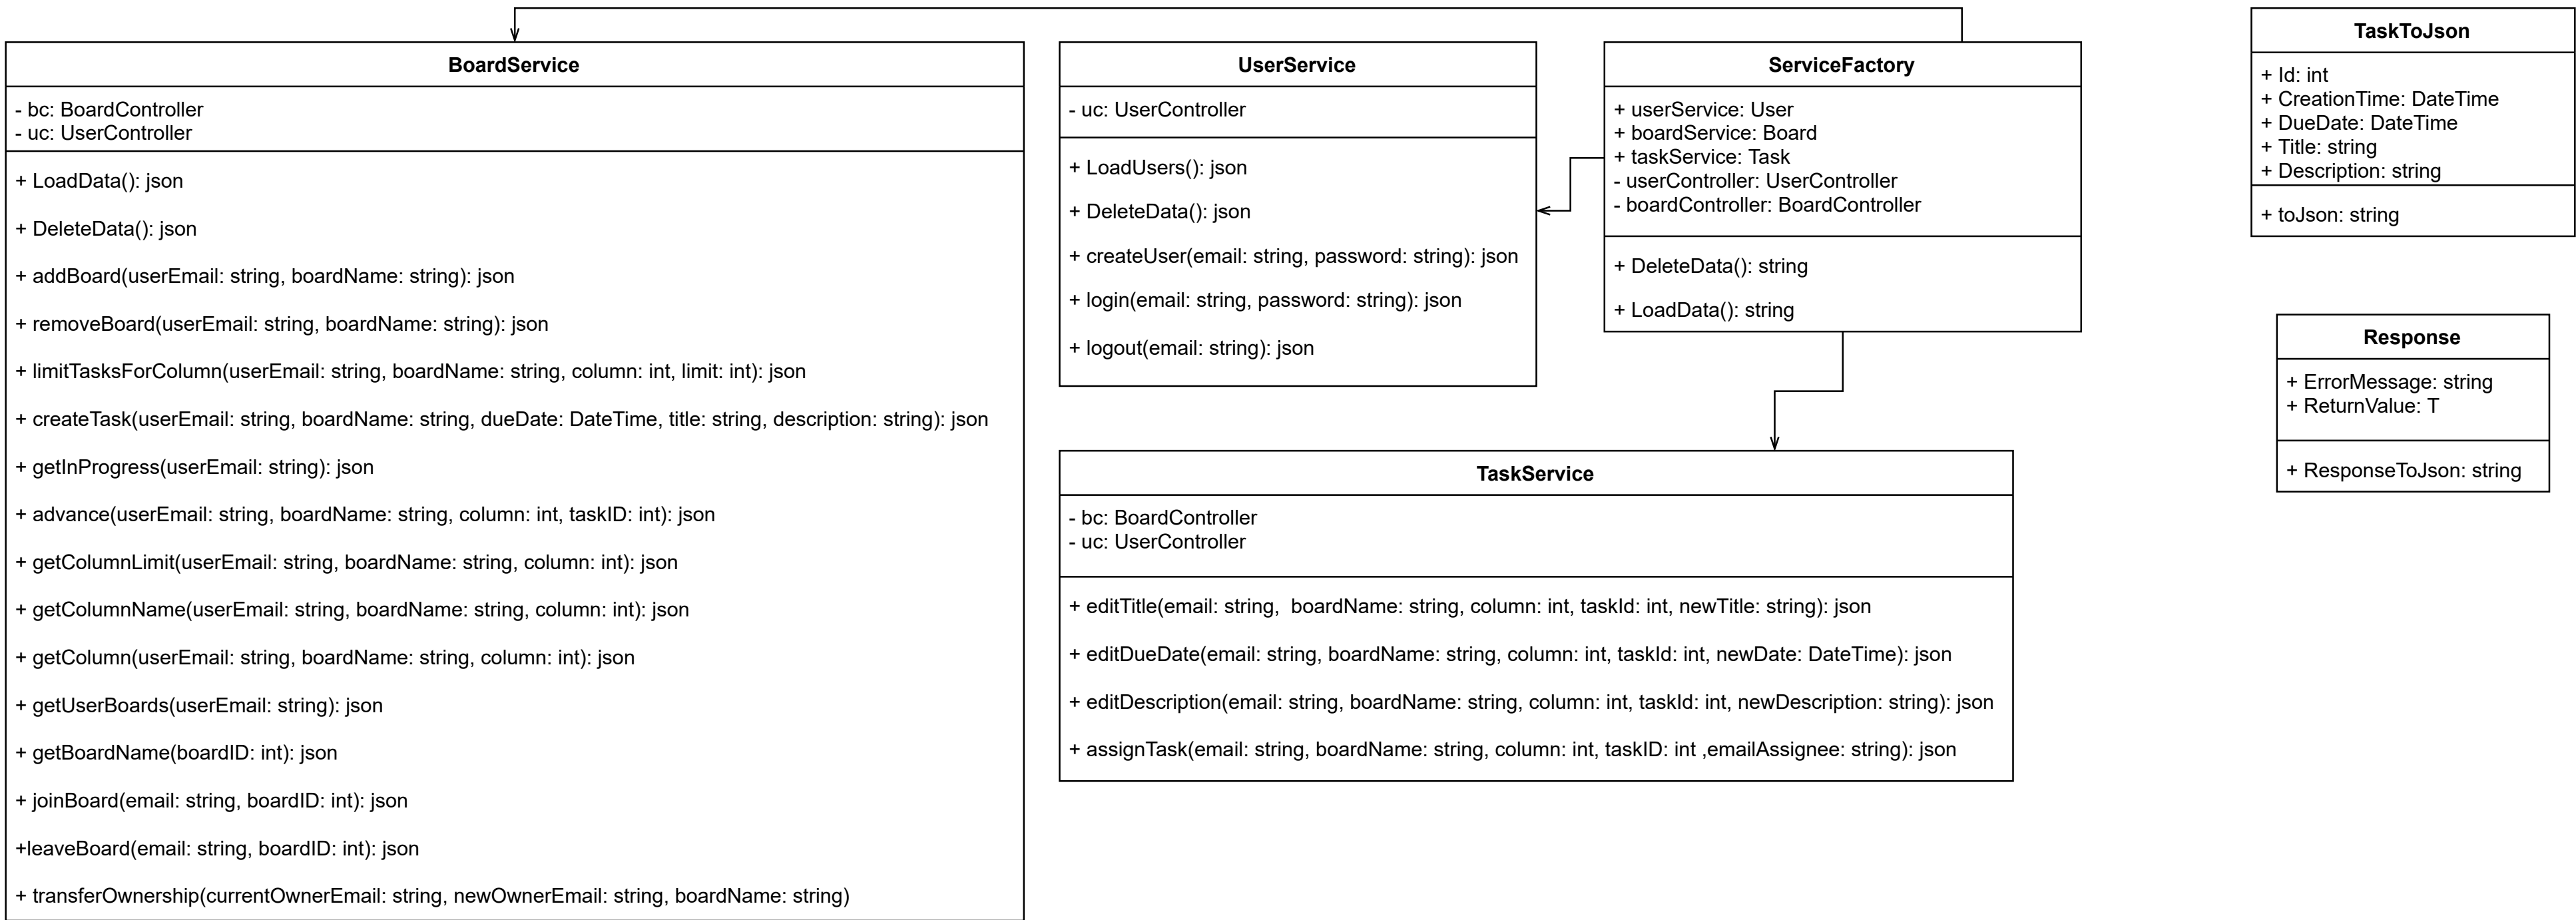 BoardService
- bc: BoardController
- uc: UserController
+ LoadData(): json
+ DeleteData(): json
+ addBoard(userEmail: string, boardName: string): json
+ removeBoard(userEmail: string, boardName: string): json
+ limitTasksForColumn(userEmail: string, boardName: string, column: int, limit: int): json
+ createTask(userEmail: string, boardName: string, dueDate: DateTime, title: string, description: string): json
+ getInProgress(userEmail: string): json
+ advance(userEmail: string, boardName: string, column: int, taskID: int): json
+ getColumnLimit(userEmail: string, boardName: string, column: int): json
+ getColumnName(userEmail: string, boardName: string, column: int): json
+ getColumn(userEmail: string, boardName: string, column: int): json
+ getUserBoards(userEmail: string): json
+ getBoardName(boardID: int): json
+ joinBoard(email: string, boardID: int): json
+leaveBoard(email: string, boardID: int): json
+ transferOwnership(currentOwnerEmail: string, newOwnerEmail: string, boardName: string)
UserService
- uc: UserController
+ LoadUsers(): json
+ DeleteData(): json
+ createUser(email: string, password: string): json
+ login(email: string, password: string): json
+ logout(email: string): json
ServiceFactory
+ userService: User
+ boardService: Board
+ taskService: Task
- userController: UserController
- boardController: BoardController
+ DeleteData(): string
+ LoadData(): string
TaskService
- bc: BoardController
- uc: UserController
+ editTitle(email: string,  boardName: string, column: int, taskId: int, newTitle: string): json
+ editDueDate(email: string, boardName: string, column: int, taskId: int, newDate: DateTime): json
+ editDescription(email: string, boardName: string, column: int, taskId: int, newDescription: string): json
+ assignTask(email: string, boardName: string, column: int, taskID: int ,emailAssignee: string): json
TaskToJson
+ Id: int
+ CreationTime: DateTime
+ DueDate: DateTime
+ Title: string
+ Description: string
+ toJson: string
Response
+ ErrorMessage: string
+ ReturnValue: T
+ ResponseToJson: string